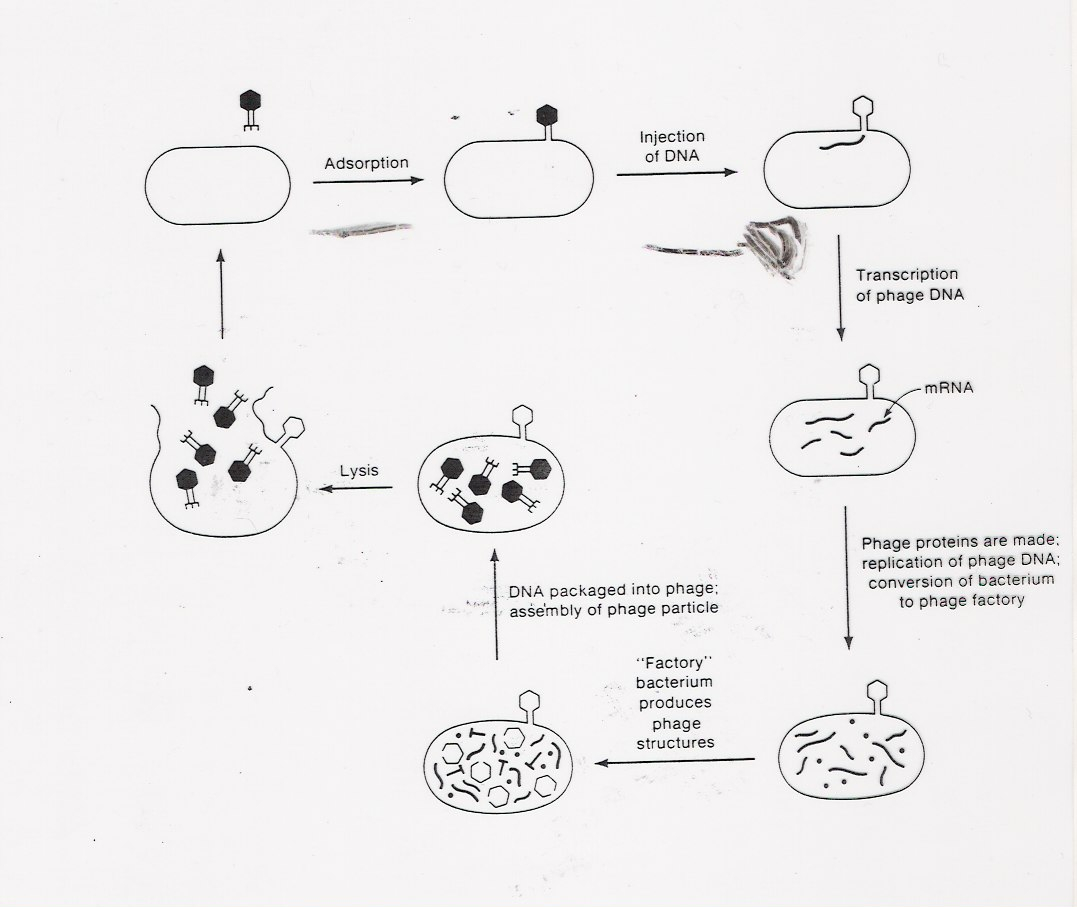 Adsorption
Injection
of DNA
Transcription
of phage DNA
mRNA
Phage proteins are made;
replication of phage DNA;
conversion of bacterium
to phage factory
"Factory"
bacterium
produces
phage
structures
DNA packaged into phage;
assembly of phage particle
Lysis